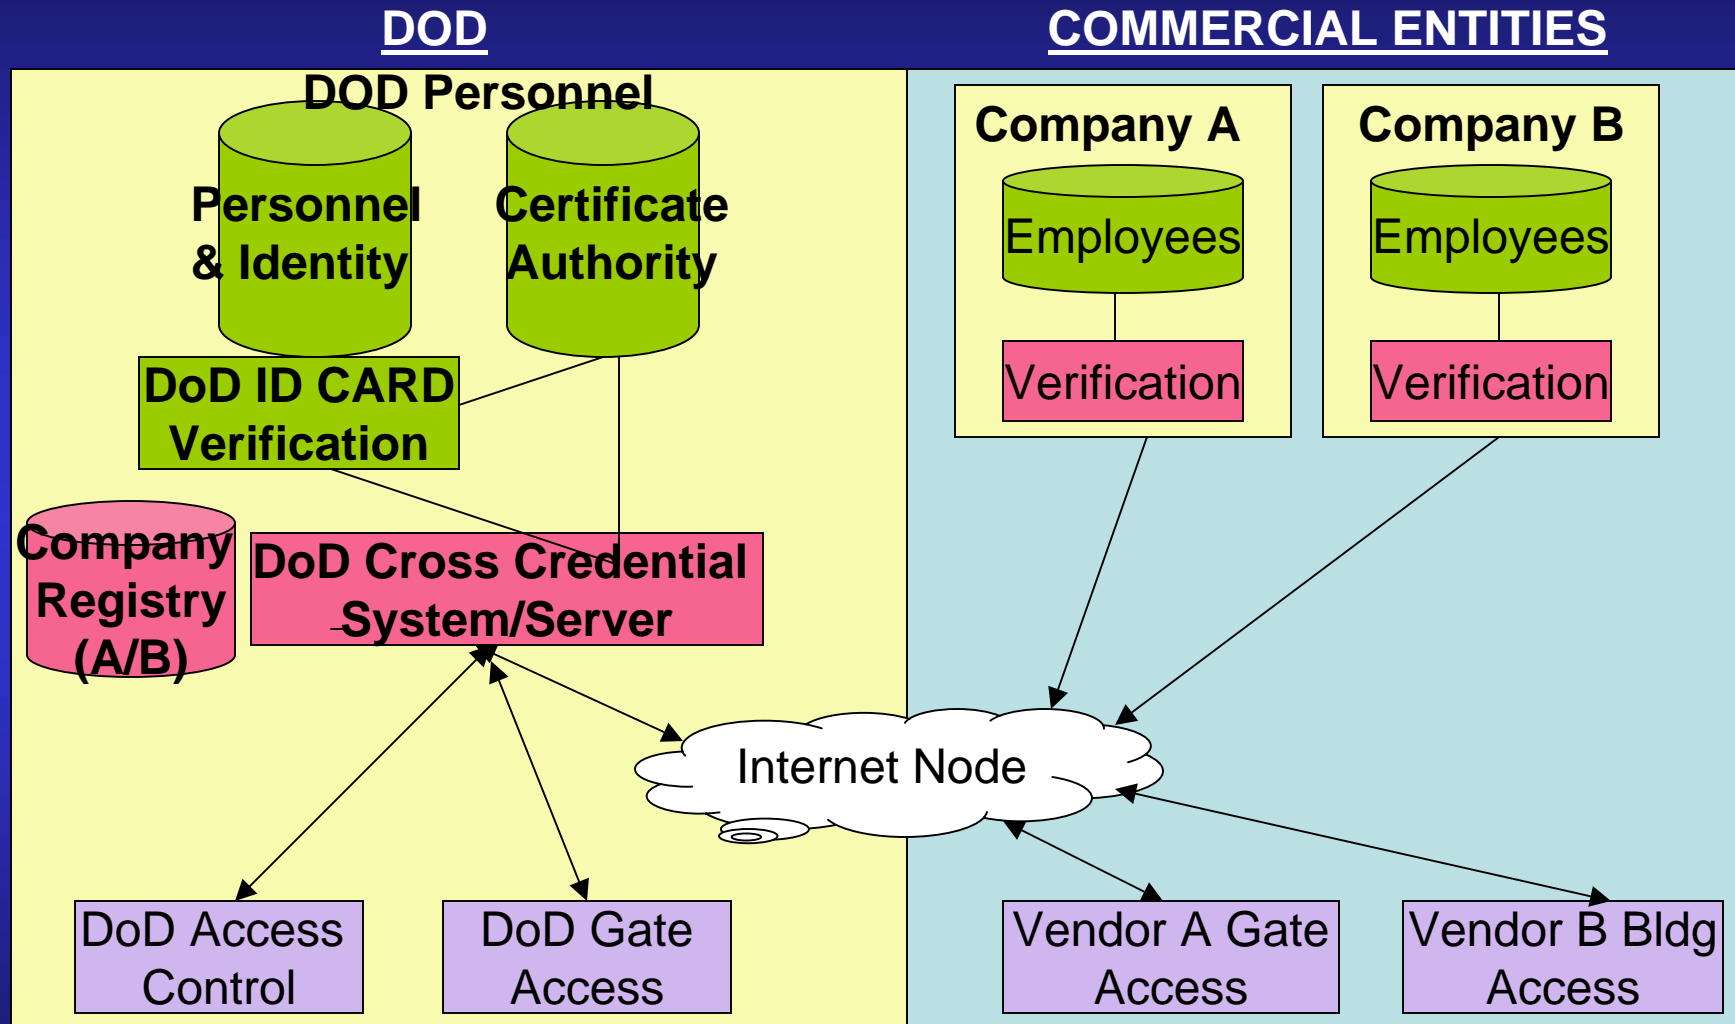 DOD
COMMERCIAL ENTITIES
DOD Personnel
Personnel
& Identity
Certificate
Authority
DoD ID CARD
Verification
Company
Registry
(A/B)
DoD Cross Credential
System/Server
Company A
Employees
Verification
Company B
Employees
Verification
Internet Node
DoD Access
Control
DoD Gate
Access
Vendor A Gate
Access
Vendor B Bldg
Access